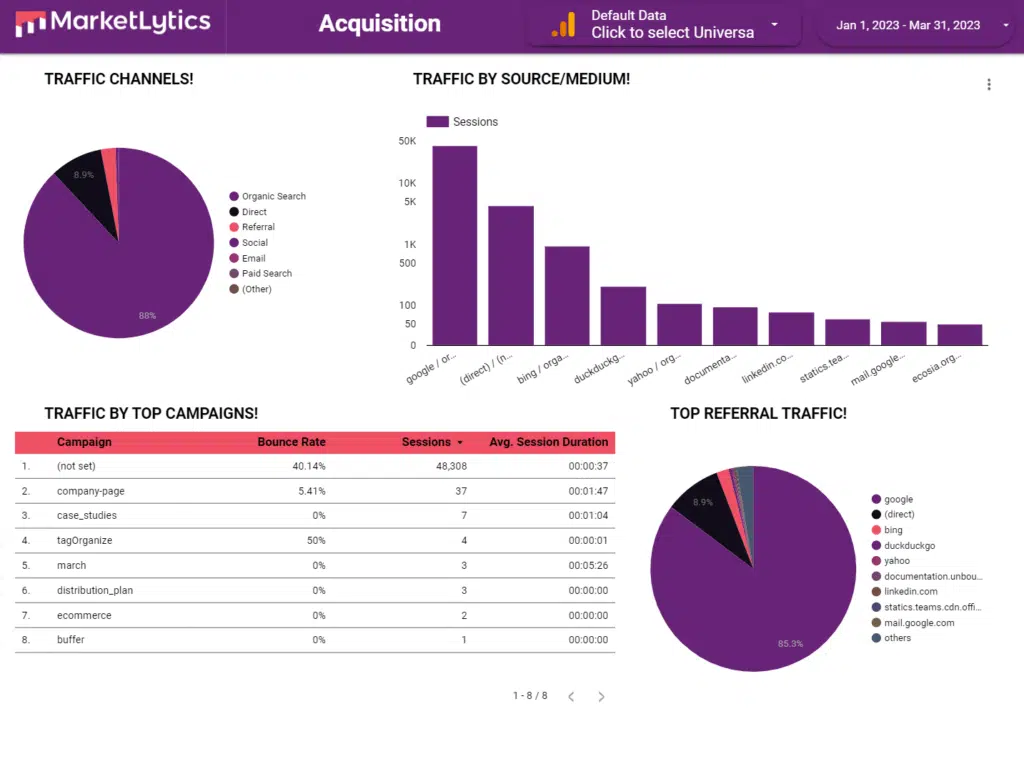 MarketLytics
Acquisition
Default Data
Click to select Universa
Jan 1, 2023 - Mar 31, 2023
TRAFFIC CHANNELS!
8.9%
88%
Organic Search
Direct
Referral
Social
Email
Paid Search
(Other)
TRAFFIC BY SOURCE/MEDIUM!
Sessions
50K
10K
5K
1K
500
100
50
0
google / or...
(direct) / (n...
bing / orga...
duckduckg...
yahoo / org...
documenta...
linkedin.co...
statics.tea...
mail.google...
ecosia.org...
TRAFFIC BY TOP CAMPAIGNS!
Campaign Bounce Rate Sessions Avg. Session Duration
1. (not set) 40.14% 48,308 00:00:37
2. company-page 5.41% 37 00:01:47
3. case_studies 0% 7 00:01:04
4. tagOrganize 50% 4 00:00:01
5. march 0% 3 00:05:26
6. distribution_plan 0% 3 00:00:00
7. ecommerce 0% 2 00:00:00
8. buffer 0% 1 00:00:00
1 - 8 / 8
TOP REFERRAL TRAFFIC!
8.9%
85.3%
google
(direct)
bing
duckduckgo
yahoo
documentation.unbou...
linkedin.com
statics.teams.cdn.offi...
mail.google.com
others